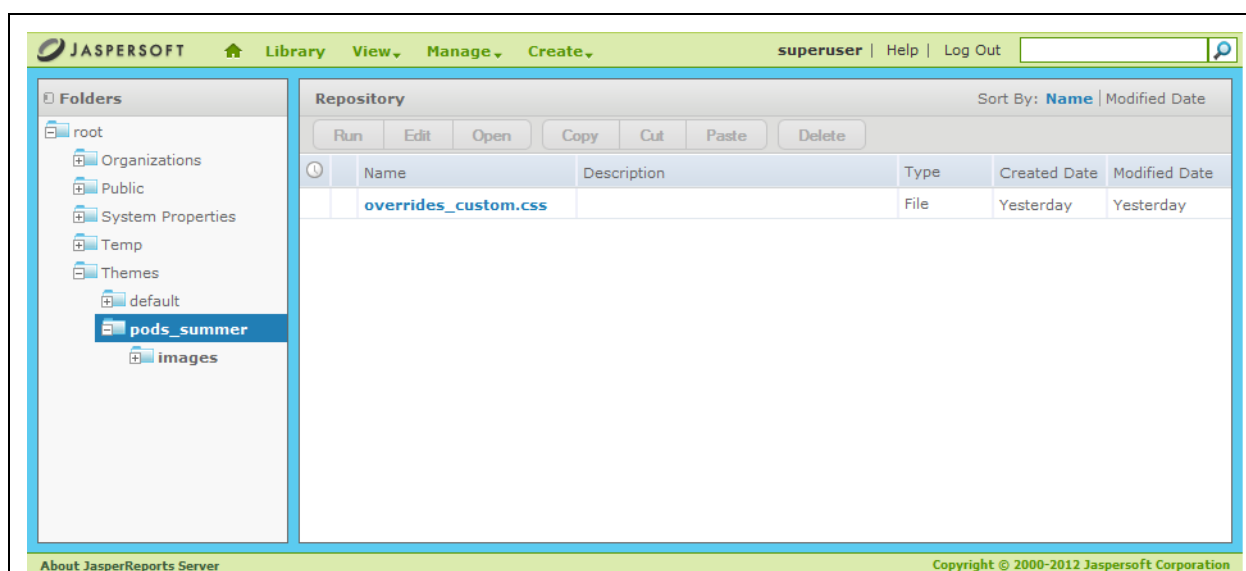 JASPERSOFT Library View Manage Create superuser | Help | Log Out
Folders
root
Organizations
Public
System Properties
Temp
Themes
default
pods_summer
images
Repository Sort By: Name | Modified Date
Run Edit Open Copy Cut Paste Delete
Name Description Type Created Date Modified Date
overrides_custom.css File Yesterday Yesterday
About JasperReports Server Copyright © 2000-2012 Jaspersoft Corporation